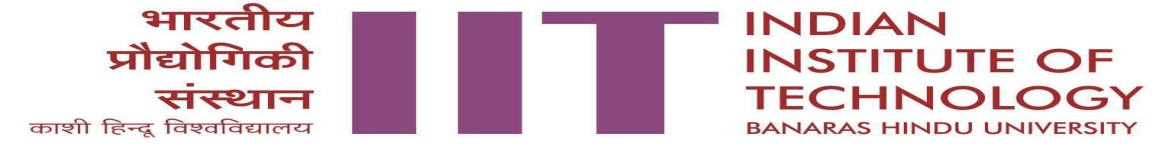 भारतीय
प्रौद्योगिकी
संस्थान
काशी हिन्दू विश्वविद्यालय
IIT
INDIAN
INSTITUTE OF
TECHNOLOGY
BANARAS HINDU UNIVERSITY